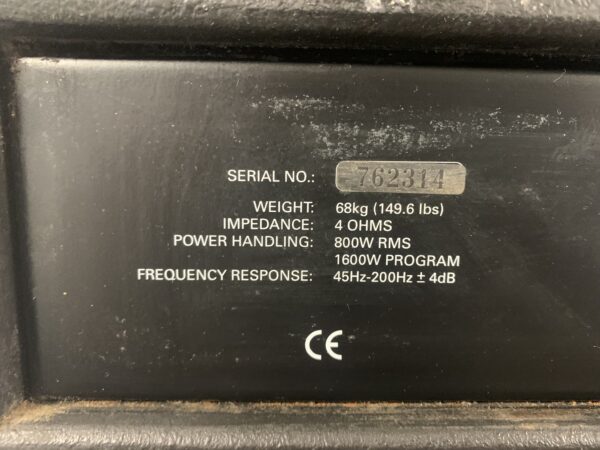 SERIAL NO.: 762314
WEIGHT: 68kg (149.6 lbs)
IMPEDANCE: 4 OHMS
POWER HANDLING: 800W RMS
1600W PROGRAM
FREQUENCY RESPONSE: 45Hz-200Hz ± 4dB
CE